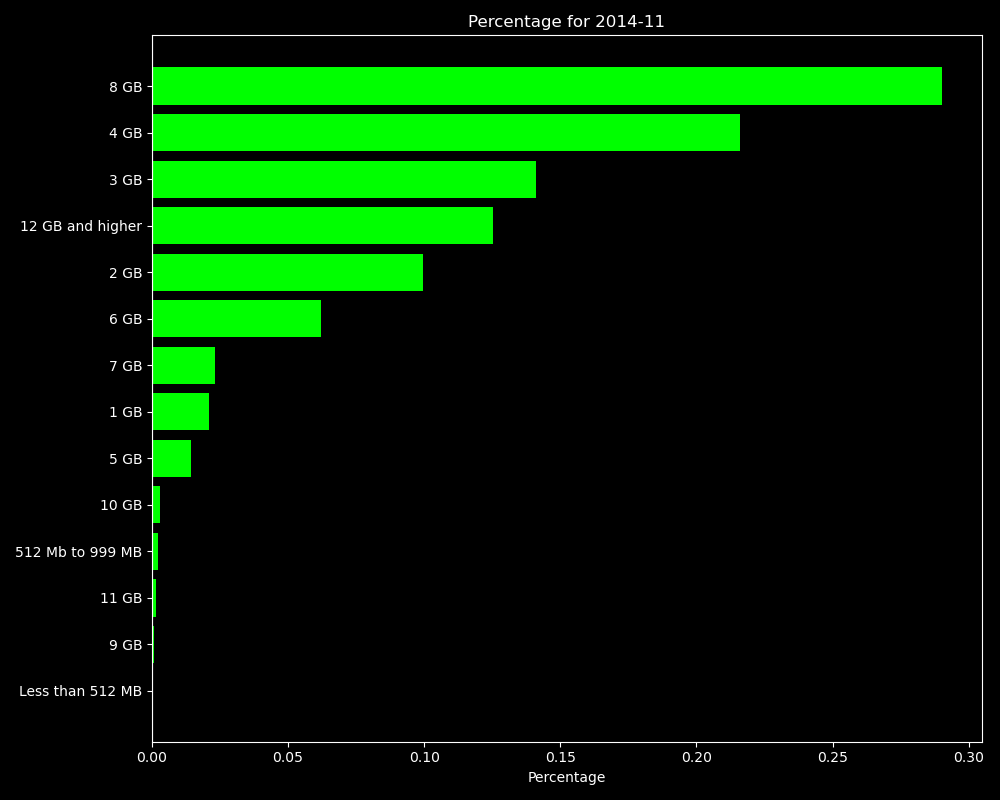 Percentage for 2014-11
8 GB
4 GB
3 GB
12 GB and higher
2 GB
6 GB
7 GB
1 GB
5 GB
10 GB
512 Mb to 999 MB
11 GB
9 GB
Less than 512 MB
0.00 0.05 0.10 0.15 0.20 0.25 0.30
Percentage